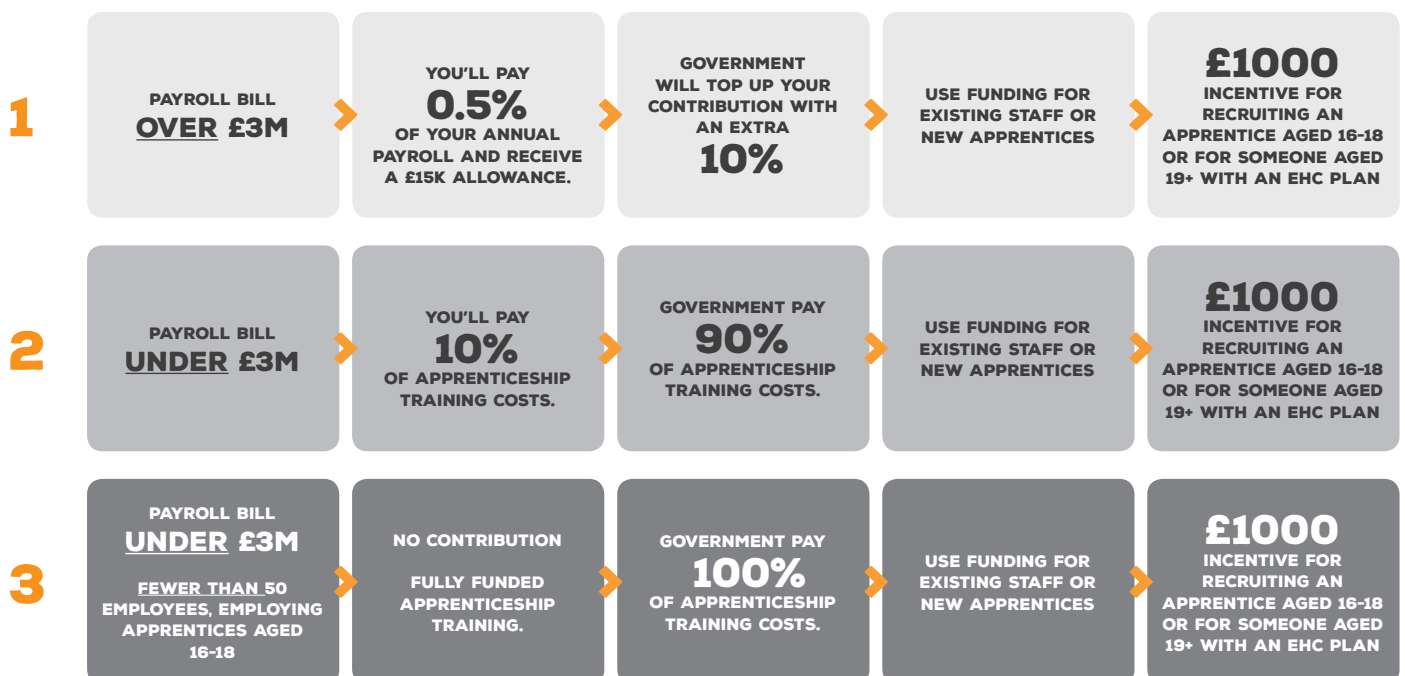 1
PAYROLL BILL
OVER £3M
YOU'LL PAY
0.5%
OF YOUR ANNUAL
PAYROLL AND RECEIVE
A £15K ALLOWANCE.
GOVERNMENT
WILL TOP UP YOUR
CONTRIBUTION WITH
AN EXTRA
10%
USE FUNDING FOR
EXISTING STAFF OR
NEW APPRENTICES
£1000
INCENTIVE FOR
RECRUITING AN
APPRENTICE AGED 16-18
OR FOR SOMEONE AGED
19+ WITH AN EHC PLAN
2
PAYROLL BILL
UNDER £3M
YOU'LL PAY
10%
OF APPRENTICESHIP
TRAINING COSTS.
GOVERNMENT PAY
90%
OF APPRENTICESHIP
TRAINING COSTS.
USE FUNDING FOR
EXISTING STAFF OR
NEW APPRENTICES
£1000
INCENTIVE FOR
RECRUITING AN
APPRENTICE AGED 16-18
OR FOR SOMEONE AGED
19+ WITH AN EHC PLAN
3
PAYROLL BILL
UNDER £3M
FEWER THAN 50
EMPLOYEES, EMPLOYING
APPRENTICES AGED
16-18
NO CONTRIBUTION
FULLY FUNDED
APPRENTICESHIP
TRAINING.
GOVERNMENT PAY
100%
OF APPRENTICESHIP
TRAINING COSTS.
USE FUNDING FOR
EXISTING STAFF OR
NEW APPRENTICES
£1000
INCENTIVE FOR
RECRUITING AN
APPRENTICE AGED 16-18
OR FOR SOMEONE AGED
19+ WITH AN EHC PLAN